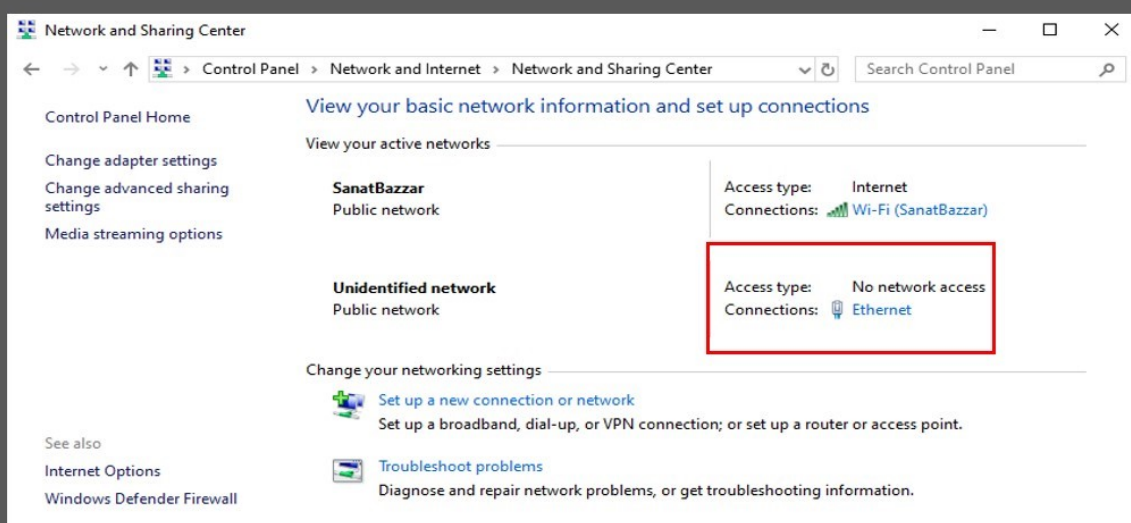 Network and Sharing Center
Control Panel > Network and Internet > Network and Sharing Center
Search Control Panel
Control Panel Home
Change adapter settings
Change advanced sharing
settings
Media streaming options
See also
Internet Options
Windows Defender Firewall
View your basic network information and set up connections
View your active networks
SanatBazzar
Public network
Access type: Internet
Connections: Wi-Fi (SanatBazzar)
Unidentified network
Public network
Access type: No network access
Connections: Ethernet
Change your networking settings
Set up a new connection or network
Set up a broadband, dial-up, or VPN connection; or set up a router or access point.
Troubleshoot problems
Diagnose and repair network problems, or get troubleshooting information.